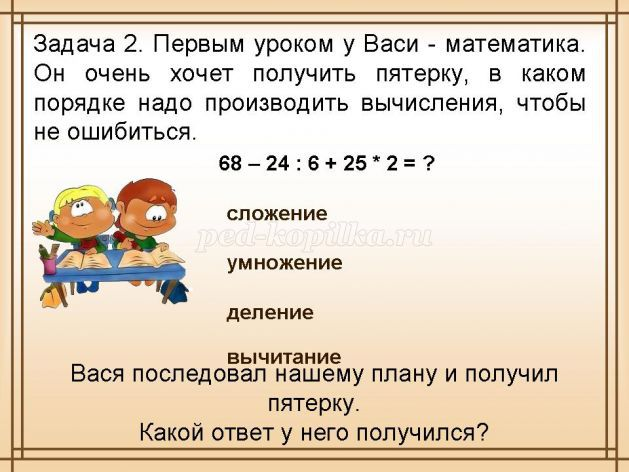 Задача 2. Первым уроком у Васи - математика.
Он очень хочет получить пятерку, в каком
порядке надо производить вычисления, чтобы
не ошибиться.
68 – 24 : 6 + 25 * 2 = ?
сложение
ped-kopilka.ru
умножение
деление
вычитание
Вася последовал нашему плану и получил
пятерку.
Какой ответ у него получился?